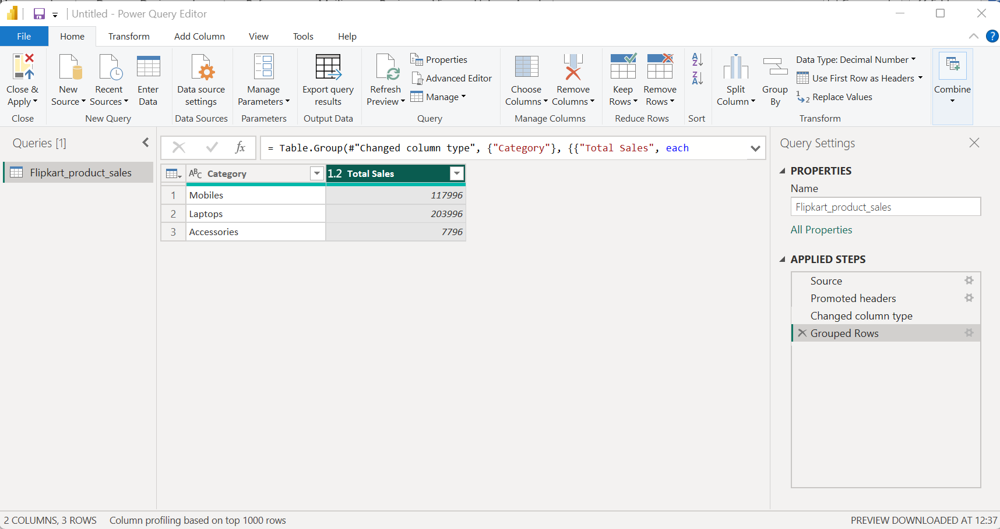 Untitled - Power Query Editor
File Home Transform Add Column View Tools Help ?
Close & Apply
Close
New Source
Recent Sources
Enter Data
New Query
Data source settings
Data Sources
Manage Parameters
Parameters
Export query results
Output Data
Refresh Preview
Properties
Advanced Editor
Manage
Query
Choose Columns
Remove Columns
Manage Columns
Keep Rows
Remove Rows
Reduce Rows
A Z
Z A
Sort
Split Column
Group By
Data Type: Decimal Number
Use First Row as Headers
1 2 Replace Values
Transform
Combine
Queries [1]
Flipkart_product_sales
fx = Table.Group(#"Changed column type", {"Category"}, {{"Total Sales", each
ABC Category 1.2 Total Sales
1 Mobiles 117996
2 Laptops 203996
3 Accessories 7796
Query Settings
PROPERTIES
Name
Flipkart_product_sales
All Properties
APPLIED STEPS
Source
Promoted headers
Changed column type
Grouped Rows
2 COLUMNS, 3 ROWS Column profiling based on top 1000 rows PREVIEW DOWNLOADED AT 12:37